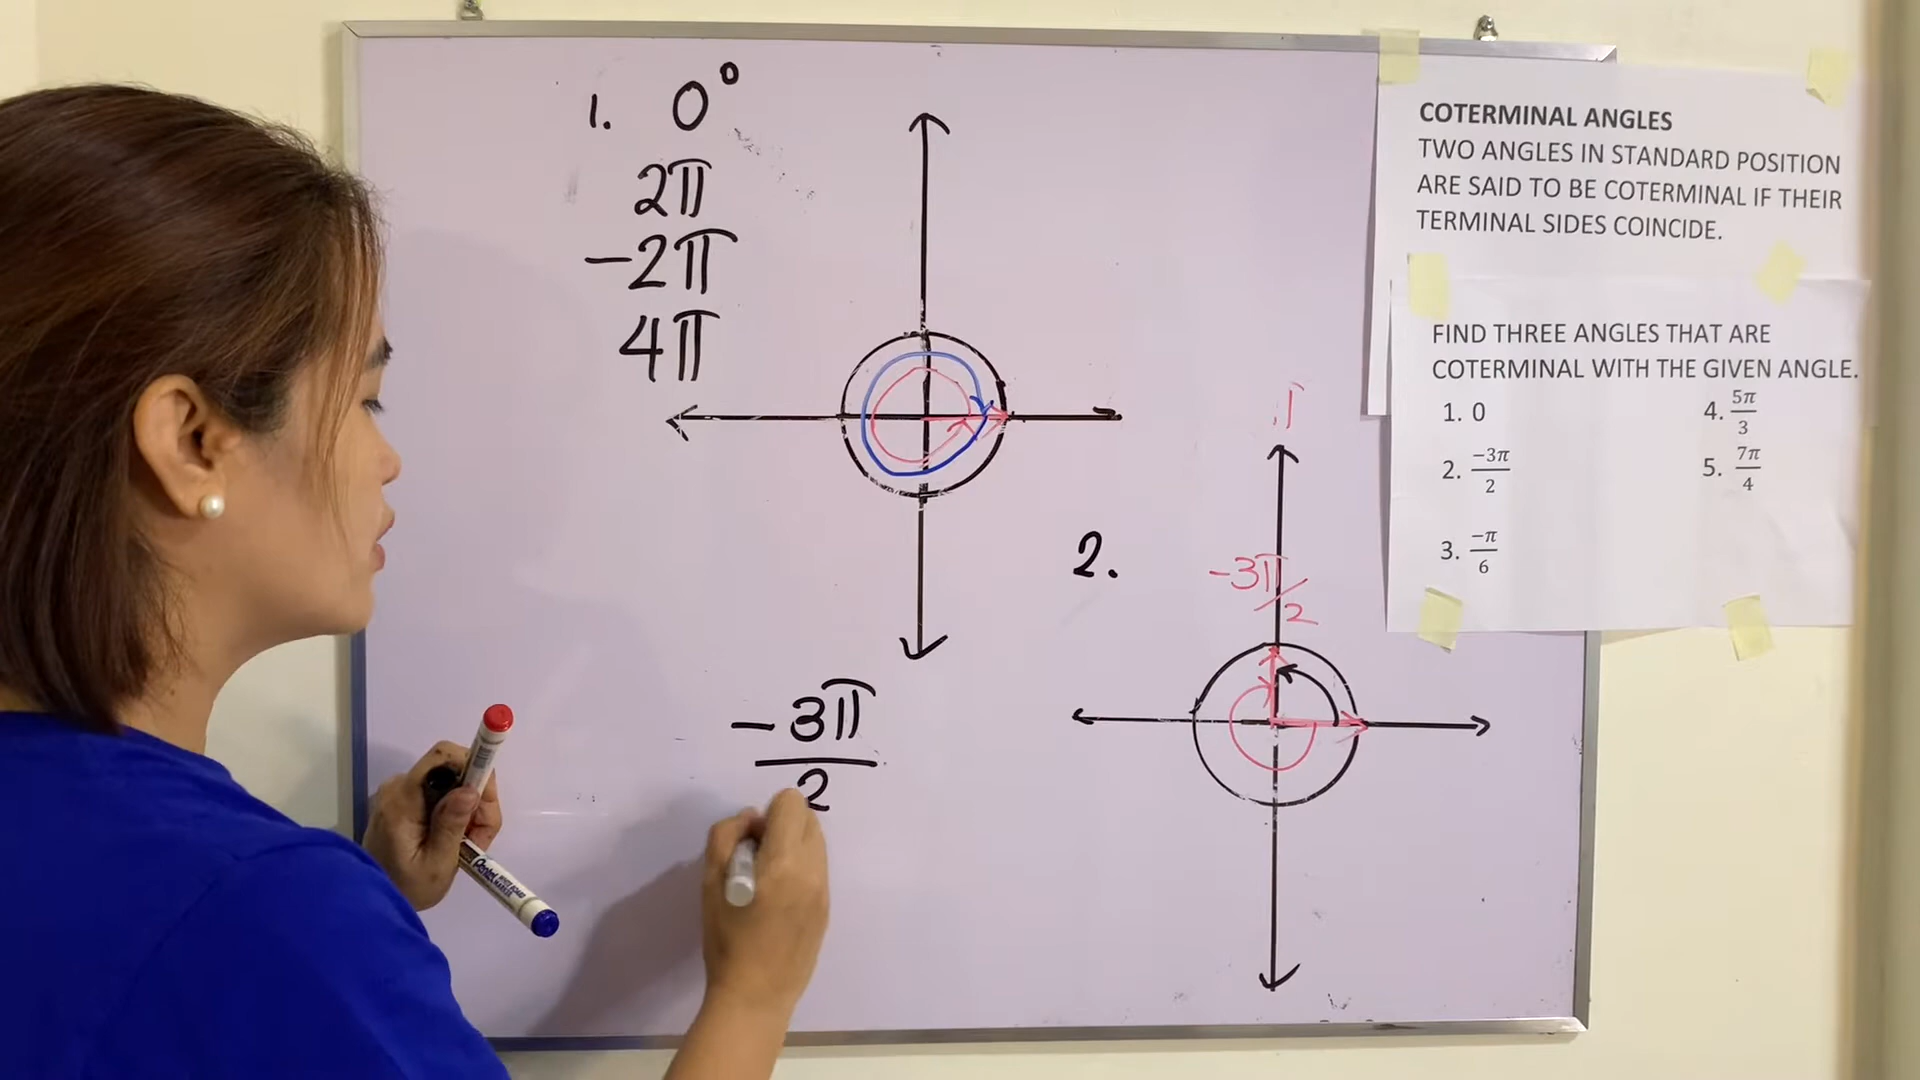 1. 0°
2π
-2π
4π
2.
-3π/2
-3π
2
COTERMINAL ANGLES
TWO ANGLES IN STANDARD POSITION
ARE SAID TO BE COTERMINAL IF THEIR
TERMINAL SIDES COINCIDE.
FIND THREE ANGLES THAT ARE
COTERMINAL WITH THE GIVEN ANGLE.
1. 0
2. -3π/2
3. -π/6
4. 5π/3
5. 7π/4
Pentel